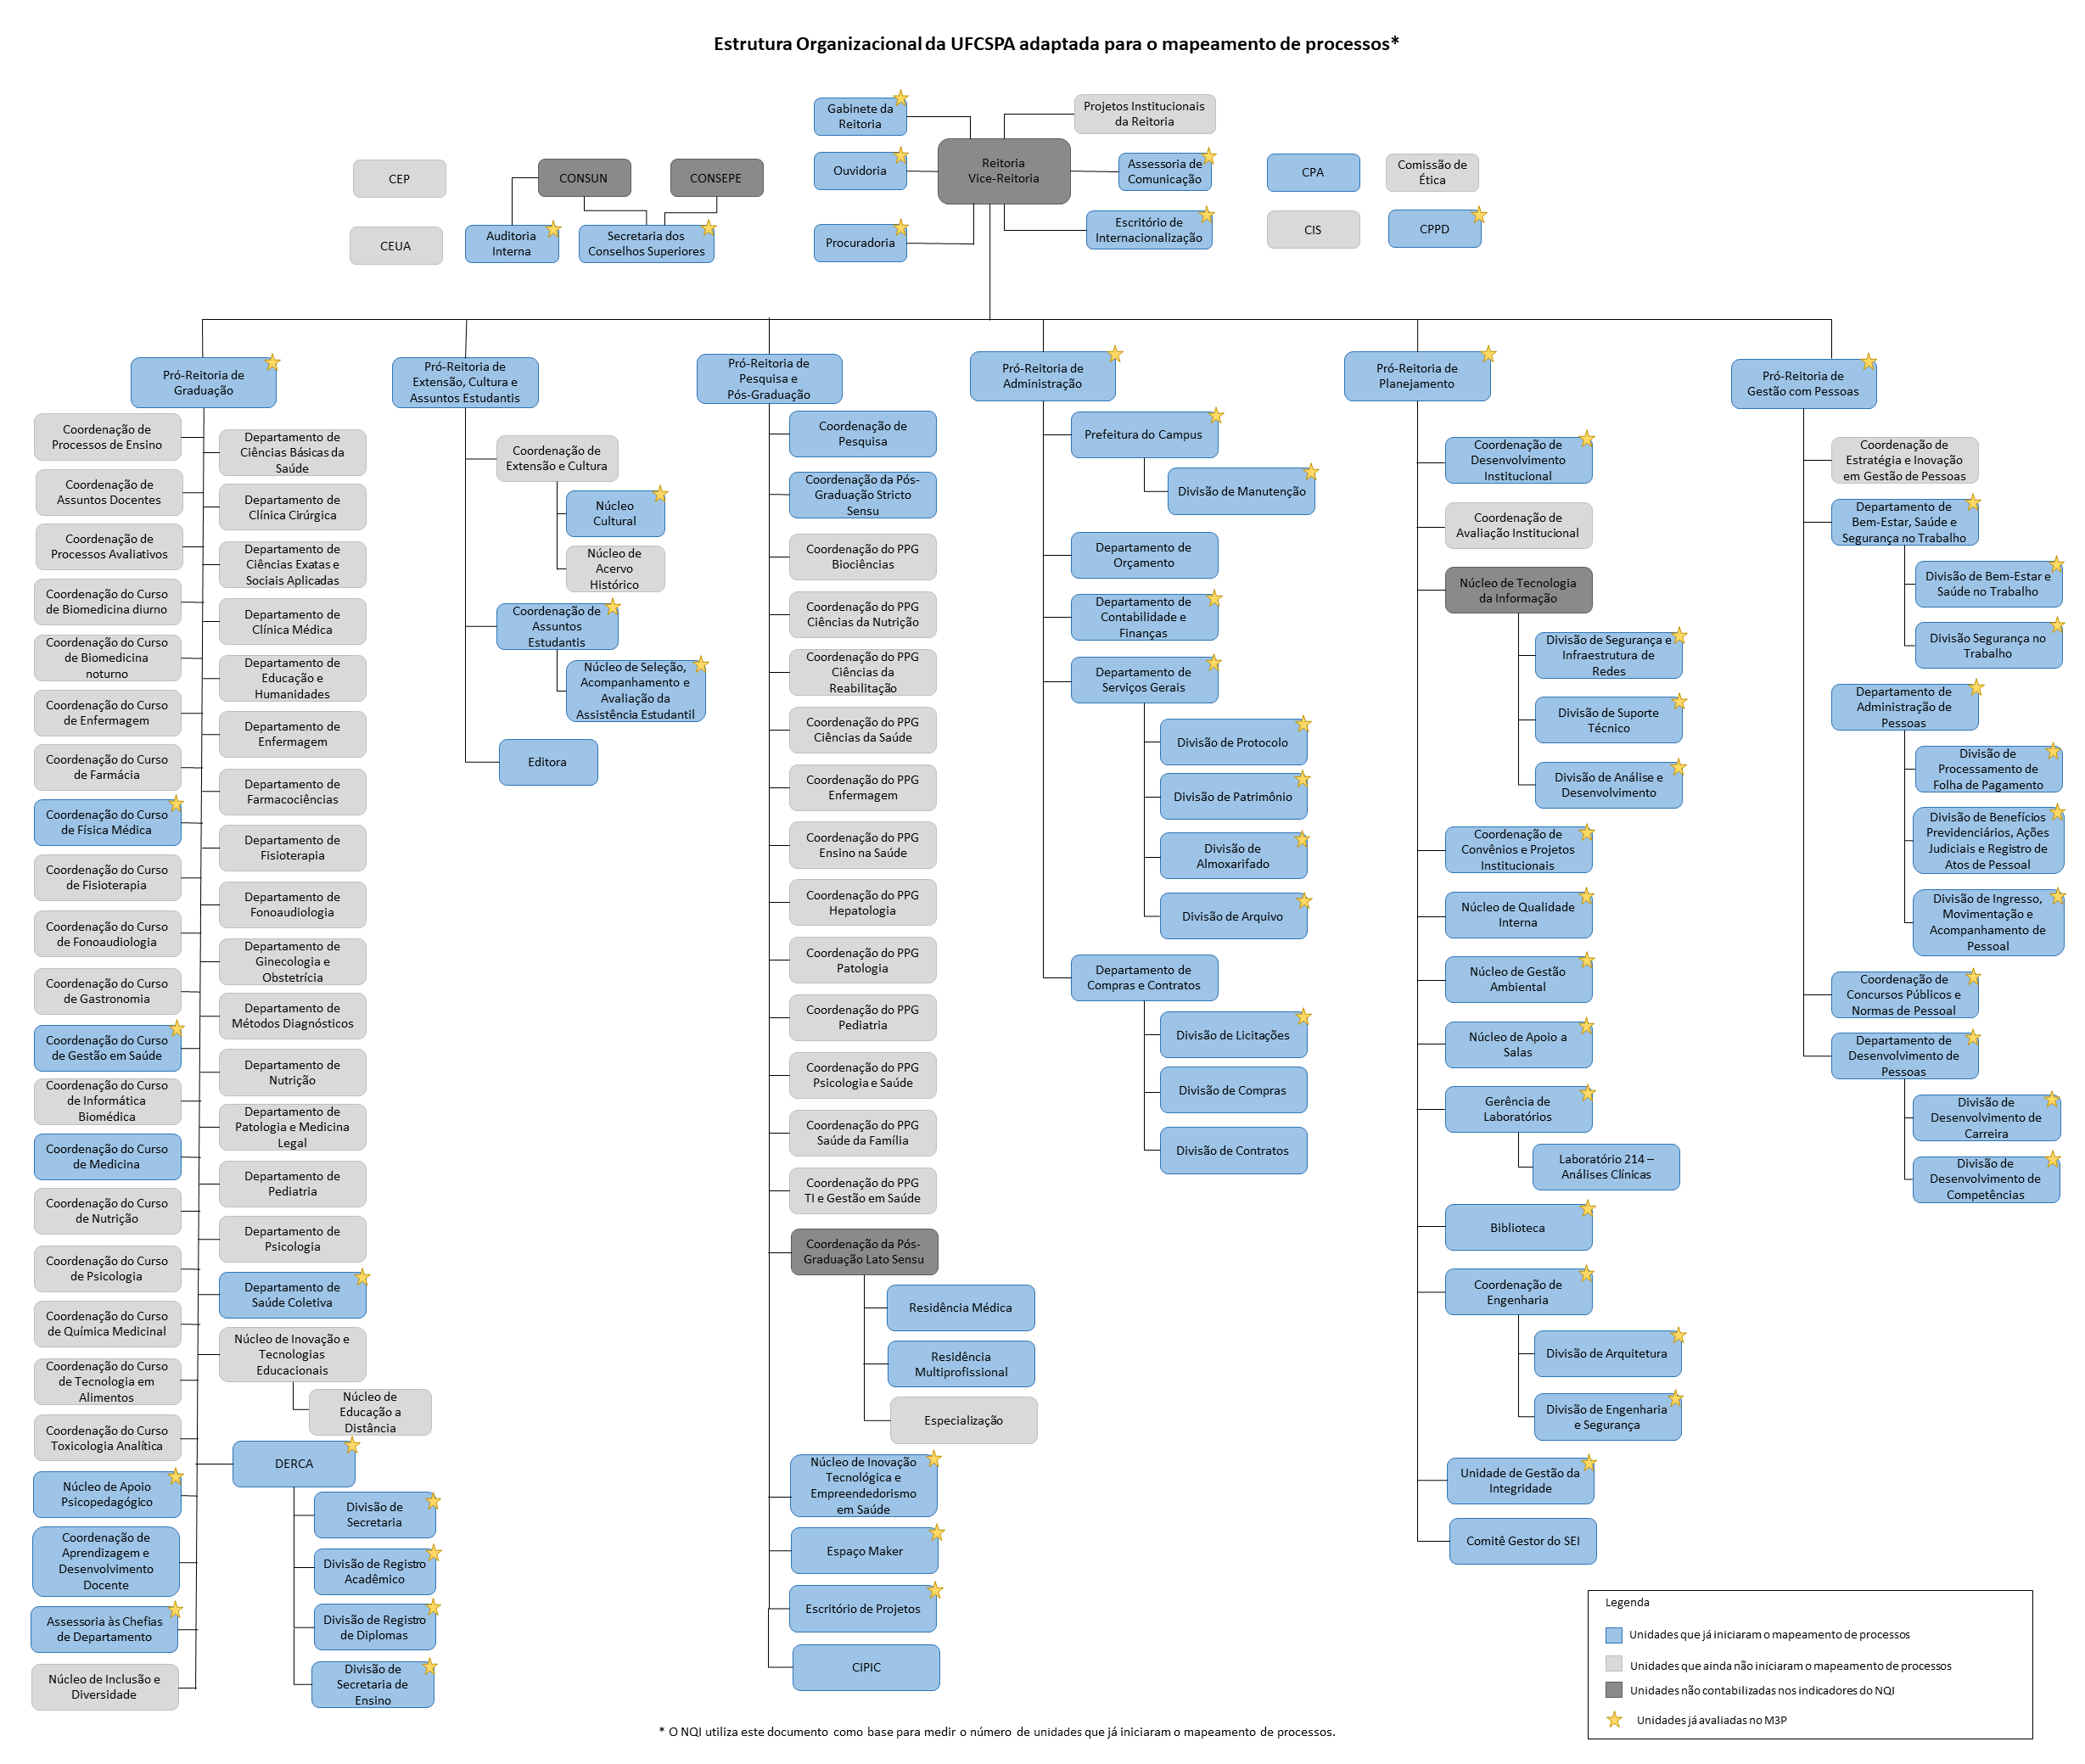 Estrutura Organizacional da UFCSPA adaptada para o mapeamento de processos*
Gabinete da
Reitoria
Projetos Institucionais
da Reitoria
Ouvidoria
Reitoria
Vice-Reitoria
Assessoria de
Comunicação
Procuradoria
Escritório de
Internacionalização
CEP
CONSUN
CONSEPE
CPA
Comissão de
Ética
CEUA
Auditoria
Interna
Secretaria dos
Conselhos Superiores
CIS
CPPD
Pró-Reitoria de
Graduação
Coordenação de
Processos de Ensino
Coordenação de
Assuntos Docentes
Coordenação de
Processos Avaliativos
Coordenação do Curso
de Biomedicina diurno
Coordenação do Curso
de Biomedicina
noturno
Coordenação do Curso
de Enfermagem
Coordenação do Curso
de Farmácia
Coordenação do Curso
de Física Médica
Coordenação do Curso
de Fisioterapia
Coordenação do Curso
de Fonoaudiologia
Coordenação do Curso
de Gastronomia
Coordenação do Curso
de Gestão em Saúde
Coordenação do Curso
de Informática
Biomédica
Coordenação do Curso
de Medicina
Coordenação do Curso
de Nutrição
Coordenação do Curso
de Psicologia
Coordenação do Curso
de Química Medicinal
Coordenação do Curso
de Tecnologia em
Alimentos
Coordenação do Curso
Toxicologia Analítica
Núcleo de Apoio
Psicopedagógico
Coordenação de
Aprendizagem e
Desenvolvimento
Docente
Assessoria às Chefias
de Departamento
Núcleo de Inclusão e
Diversidade
Departamento de
Ciências Básicas da
Saúde
Departamento de
Clínica Cirúrgica
Departamento de
Ciências Exatas e
Sociais Aplicadas
Departamento de
Clínica Médica
Departamento de
Educação e
Humanidades
Departamento de
Enfermagem
Departamento de
Farmacociências
Departamento de
Fisioterapia
Departamento de
Fonoaudiologia
Departamento de
Ginecologia e
Obstetrícia
Departamento de
Métodos Diagnósticos
Departamento de
Nutrição
Departamento de
Patologia e Medicina
Legal
Departamento de
Pediatria
Departamento de
Psicologia
Departamento de
Saúde Coletiva
Núcleo de Inovação e
Tecnologias
Educacionais
Núcleo de
Educação a
Distância
DERCA
Divisão de
Secretaria
Divisão de Registro
Acadêmico
Divisão de Registro
de Diplomas
Divisão de
Secretaria de
Ensino
Pró-Reitoria de
Extensão, Cultura e
Assuntos Estudantis
Coordenação de
Extensão e Cultura
Núcleo
Cultural
Núcleo de
Acervo
Histórico
Coordenação de
Assuntos
Estudantis
Núcleo de Seleção,
Acompanhamento e
Avaliação da
Assistência Estudantil
Editora
Pró-Reitoria de
Pesquisa e
Pós-Graduação
Coordenação de
Pesquisa
Coordenação da Pós-
Graduação Stricto
Sensu
Coordenação do PPG
Biociências
Coordenação do PPG
Ciências da Nutrição
Coordenação do PPG
Ciências da
Reabilitação
Coordenação do PPG
Ciências da Saúde
Coordenação do PPG
Enfermagem
Coordenação do PPG
Ensino na Saúde
Coordenação do PPG
Hepatologia
Coordenação do PPG
Patologia
Coordenação do PPG
Pediatria
Coordenação do PPG
Psicologia e Saúde
Coordenação do PPG
Saúde da Família
Coordenação do PPG
TI e Gestão em Saúde
Coordenação da Pós-
Graduação Lato Sensu
Residência Médica
Residência
Multiprofissional
Especialização
Núcleo de Inovação
Tecnológica e
Empreendedorismo
em Saúde
Espaço Maker
Escritório de Projetos
CIPIC
Pró-Reitoria de
Administração
Prefeitura do Campus
Divisão de Manutenção
Departamento de
Orçamento
Departamento de
Contabilidade e
Finanças
Departamento de
Serviços Gerais
Divisão de Protocolo
Divisão de Patrimônio
Divisão de
Almoxarifado
Divisão de Arquivo
Departamento de
Compras e Contratos
Divisão de Licitações
Divisão de Compras
Divisão de Contratos
Pró-Reitoria de
Planejamento
Coordenação de
Desenvolvimento
Institucional
Coordenação de
Avaliação Institucional
Núcleo de Tecnologia
da Informação
Divisão de Segurança e
Infraestrutura de
Redes
Divisão de Suporte
Técnico
Divisão de Análise e
Desenvolvimento
Coordenação de
Convênios e Projetos
Institucionais
Núcleo de Qualidade
Interna
Núcleo de Gestão
Ambiental
Núcleo de Apoio a
Salas
Gerência de
Laboratórios
Laboratório 214 –
Análises Clínicas
Biblioteca
Coordenação de
Engenharia
Divisão de Arquitetura
Divisão de Engenharia
e Segurança
Unidade de Gestão da
Integridade
Comitê Gestor do SEI
Pró-Reitoria de
Gestão com Pessoas
Coordenação de
Estratégia e Inovação
em Gestão de Pessoas
Departamento de
Bem-Estar, Saúde e
Segurança no Trabalho
Divisão de Bem-Estar e
Saúde no Trabalho
Divisão Segurança no
Trabalho
Departamento de
Administração de
Pessoas
Divisão de
Processamento de
Folha de Pagamento
Divisão de Benefícios
Previdenciários, Ações
Judiciais e Registro de
Atos de Pessoal
Divisão de Ingresso,
Movimentação e
Acompanhamento de
Pessoal
Coordenação de
Concursos Públicos e
Normas de Pessoal
Departamento de
Desenvolvimento de
Pessoas
Divisão de
Desenvolvimento de
Carreira
Divisão de
Desenvolvimento de
Competências
Legenda
Unidades que já iniciaram o mapeamento de processos
Unidades que ainda não iniciaram o mapeamento de processos
Unidades não contabilizadas nos indicadores do NQI
Unidades já avaliadas no M3P
* O NQI utiliza este documento como base para medir o número de unidades que já iniciaram o mapeamento de processos.